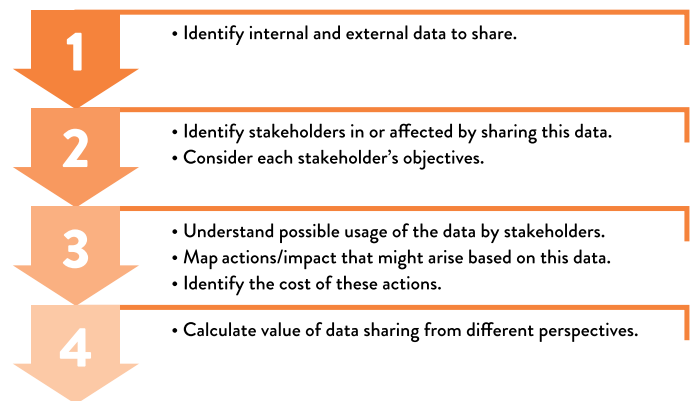 1
• Identify internal and external data to share.
2
• Identify stakeholders in or affected by sharing this data.
• Consider each stakeholder's objectives.
3
• Understand possible usage of the data by stakeholders.
• Map actions/impact that might arise based on this data.
• Identify the cost of these actions.
4
• Calculate value of data sharing from different perspectives.